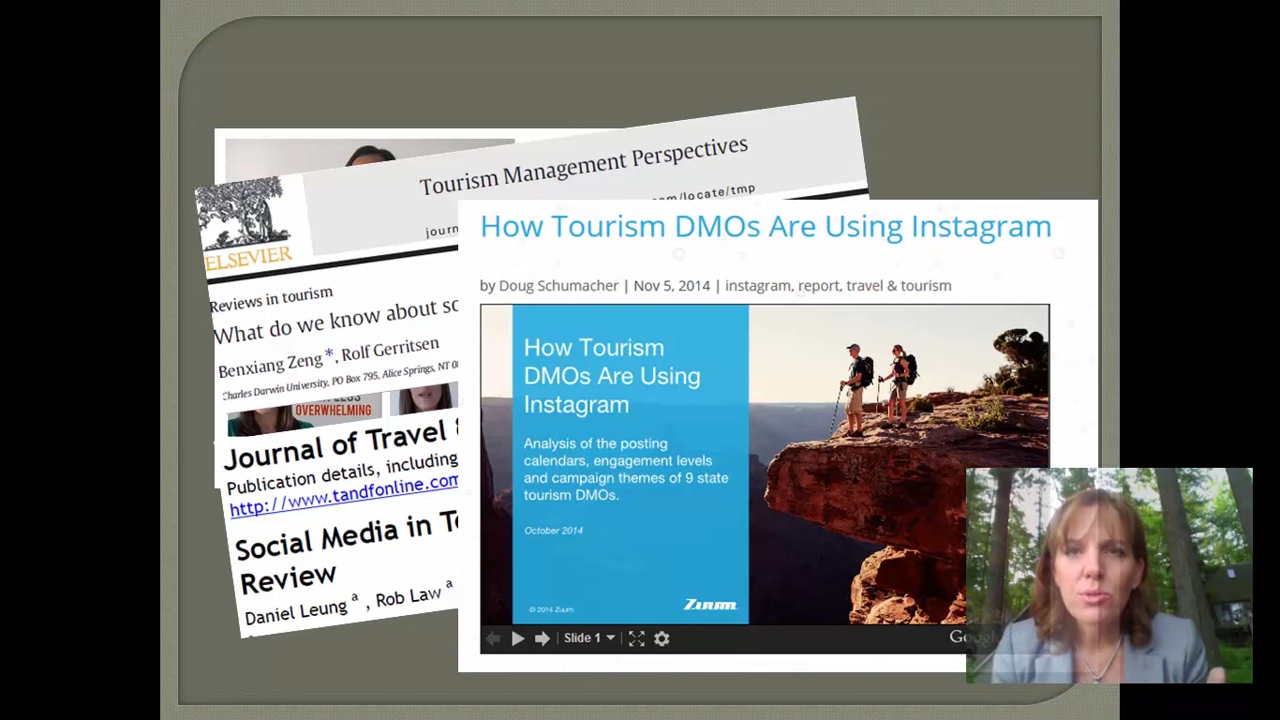 Tourism Management Perspectives
com/locate/tmp
journ
ELSEVIER
Reviews in tourism
What do we know about so
Benxiang Zeng *, Rolf Gerritsen
Charles Darwin University, PO Box 795, Alice Springs, NT 0
OVERWHELMING
Journal of Travel
Publication details, including
http://www.tandfonline.com
Social Media in To
Review
Daniel Leung a , Rob Law a
How Tourism DMOs Are Using Instagram
by Doug Schumacher | Nov 5, 2014 | instagram, report, travel & tourism
How Tourism
DMOs Are Using
Instagram
Analysis of the posting
calendars, engagement levels
and campaign themes of 9 state
tourism DMOs.
October 2014
© 2014 Zuum
Zuum
Slide 1
Google